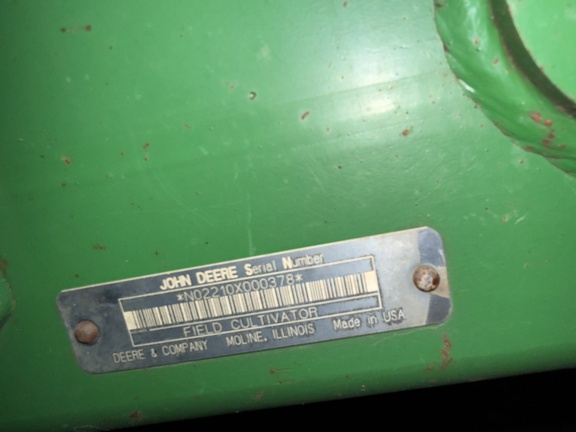 JOHN DEERE Serial Number
*N02210X000378*
FIELD CULTIVATOR
DEERE & COMPANY MOLINE, ILLINOIS Made in USA